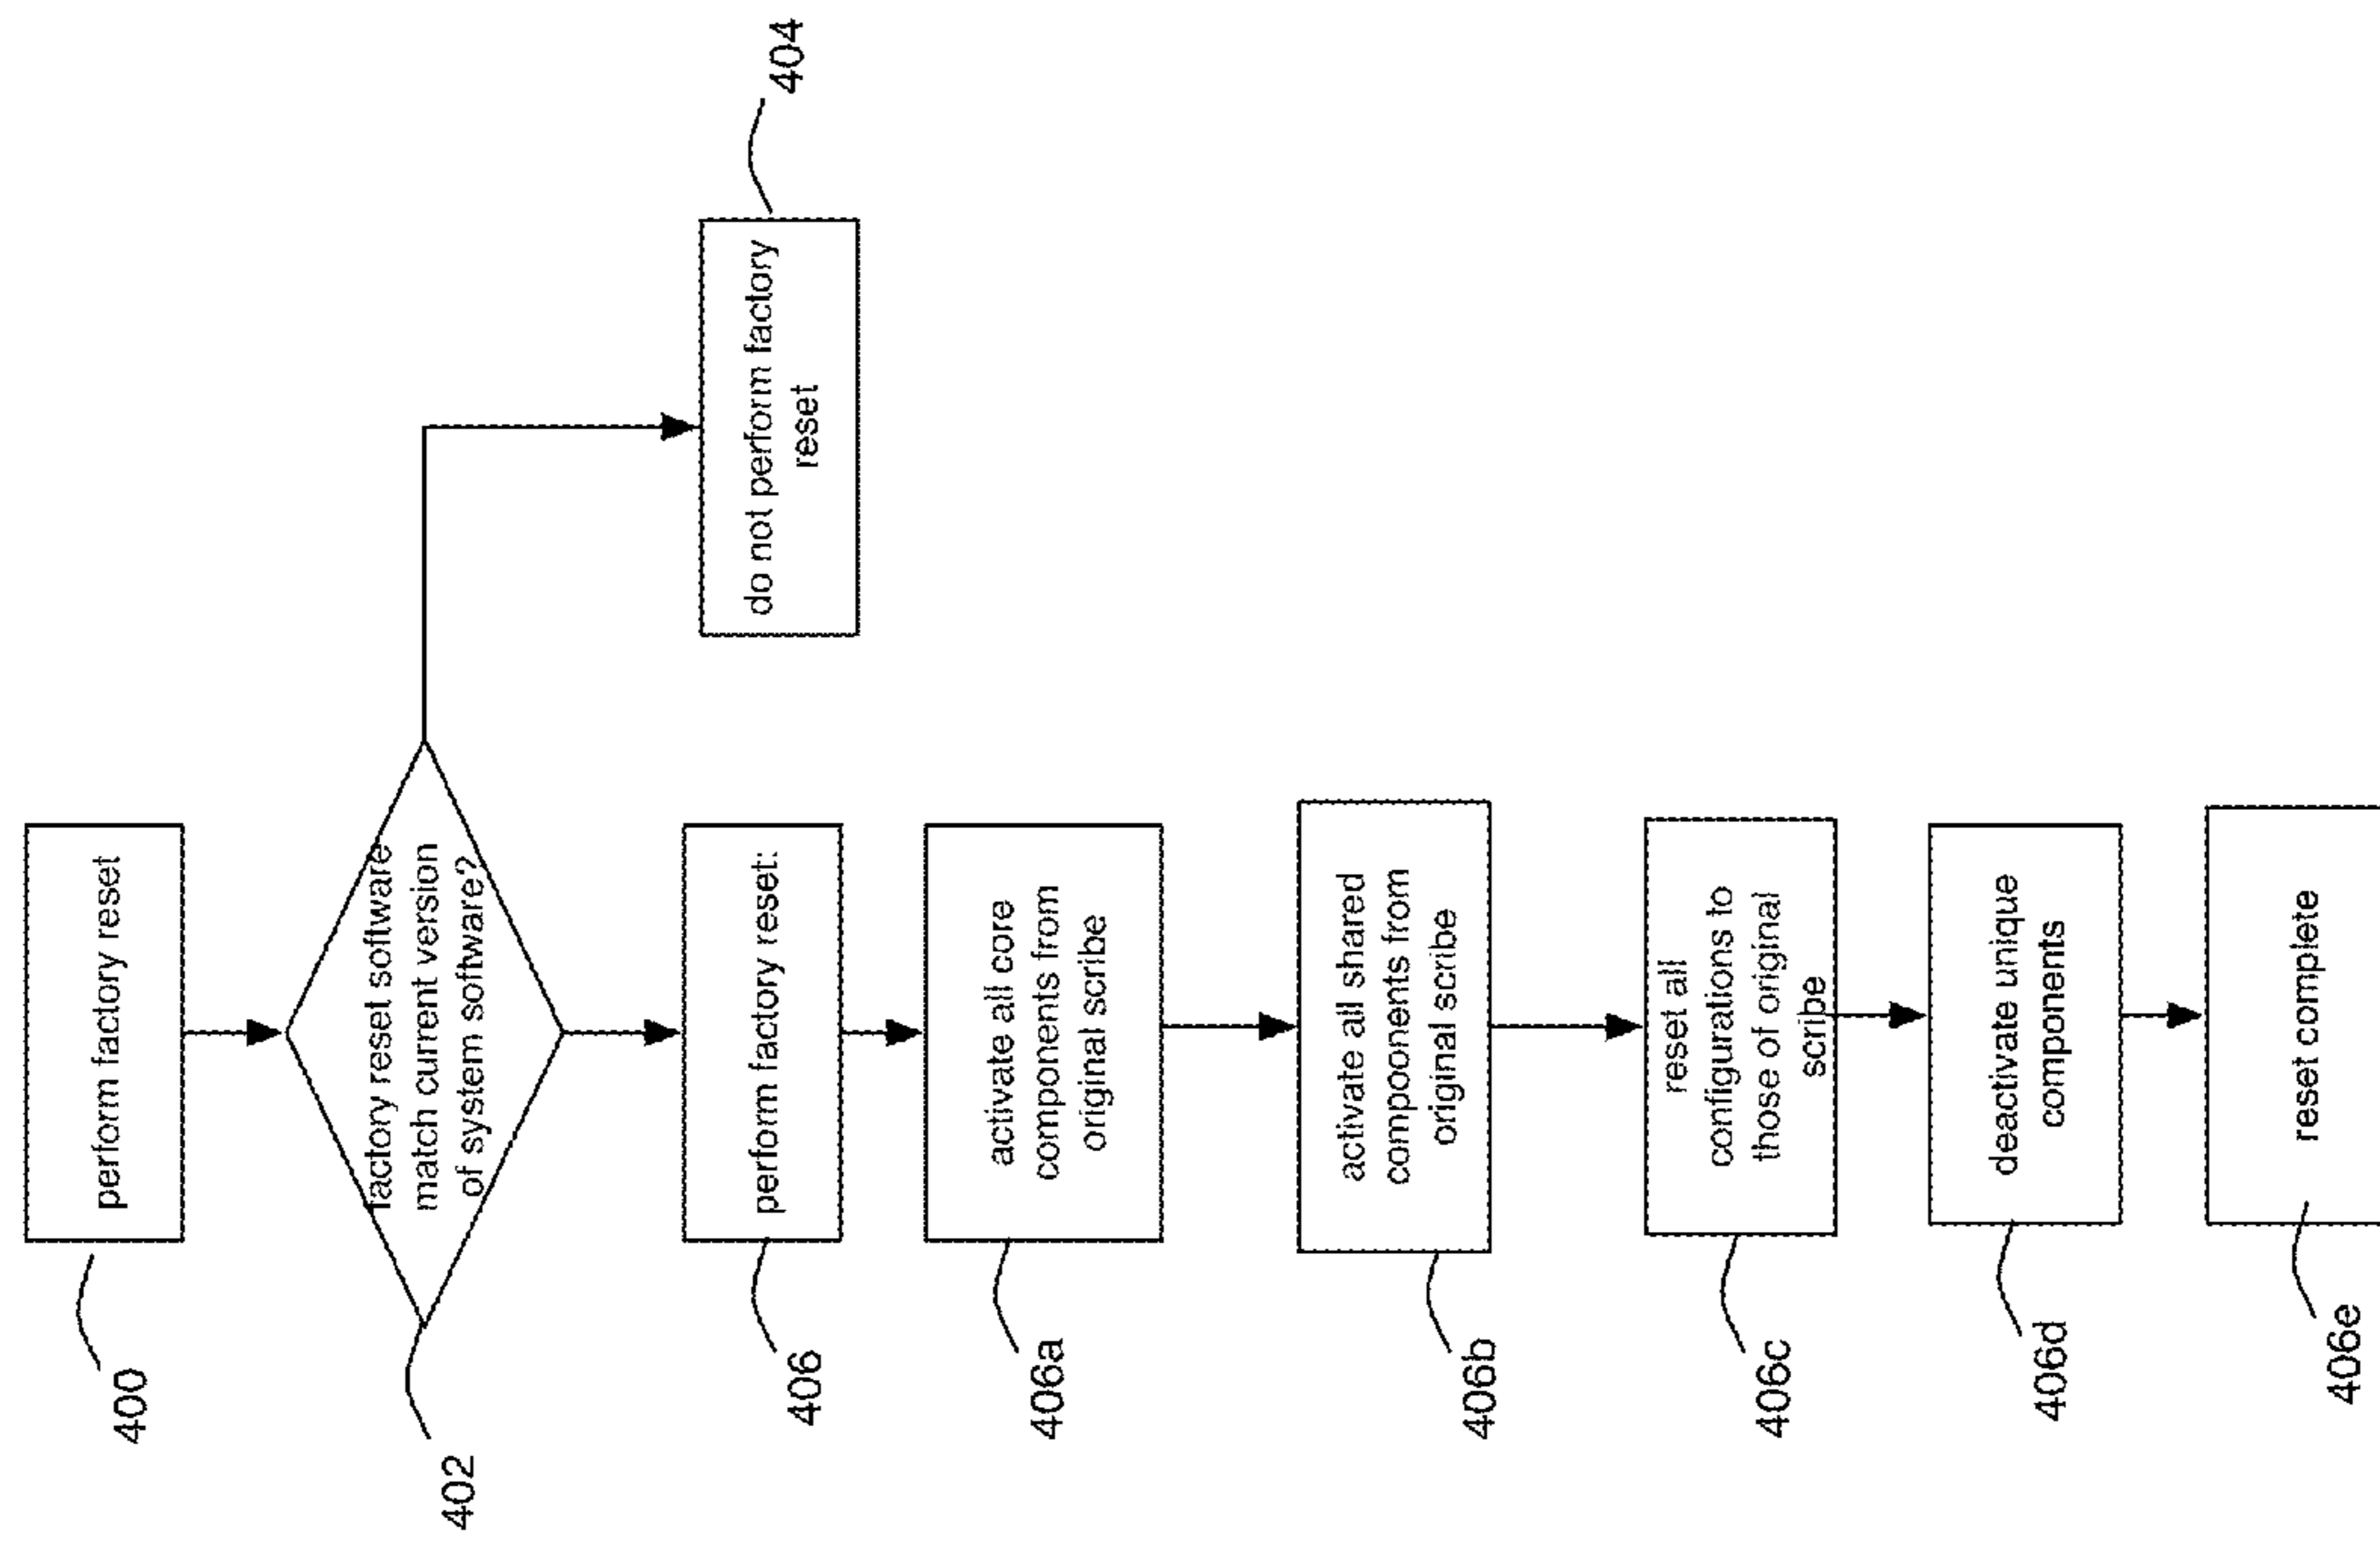 perform factory reset
400
factory reset software
match current version
of system software?
402
do not perform factory
reset
404
perform factory reset:
406
activate all core
components from
original scribe
406a
activate all shared
compoonents from
original scribe
406b
reset all
configurations to
those of original
scribe
406c
deactivate unique
components
406d
reset complete
406e